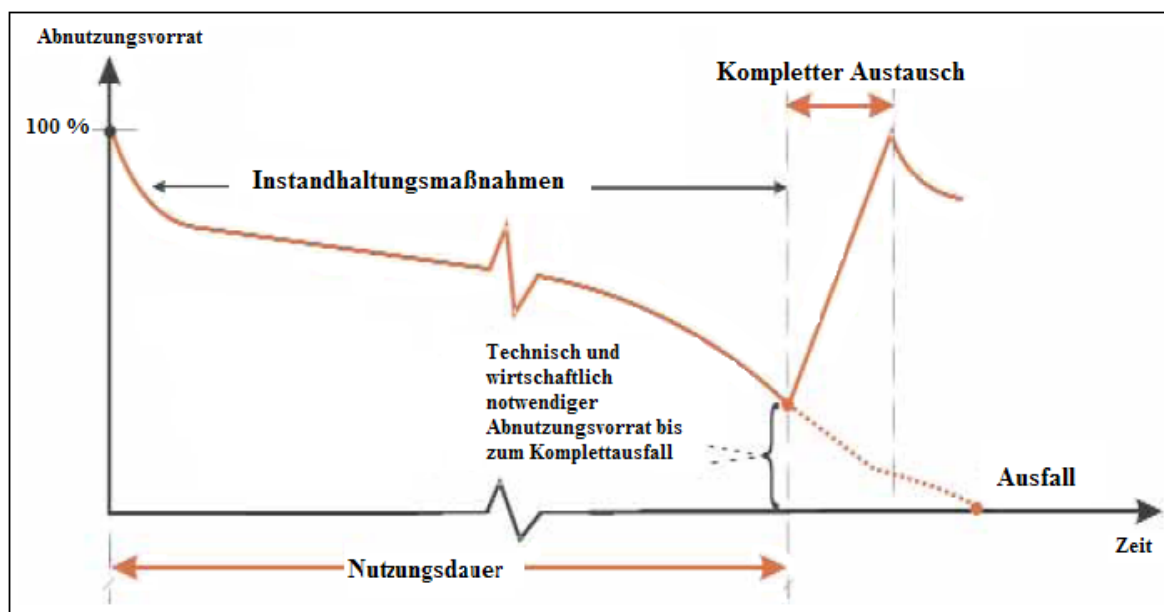 Abnutzungsvorrat
Kompletter Austausch
100 %
Instandhaltungsmaßnahmen
Technisch und
wirtschaftlich
notwendiger
Abnutzungsvorrat bis
zum Komplettausfall
Ausfall
Zeit
Nutzungsdauer